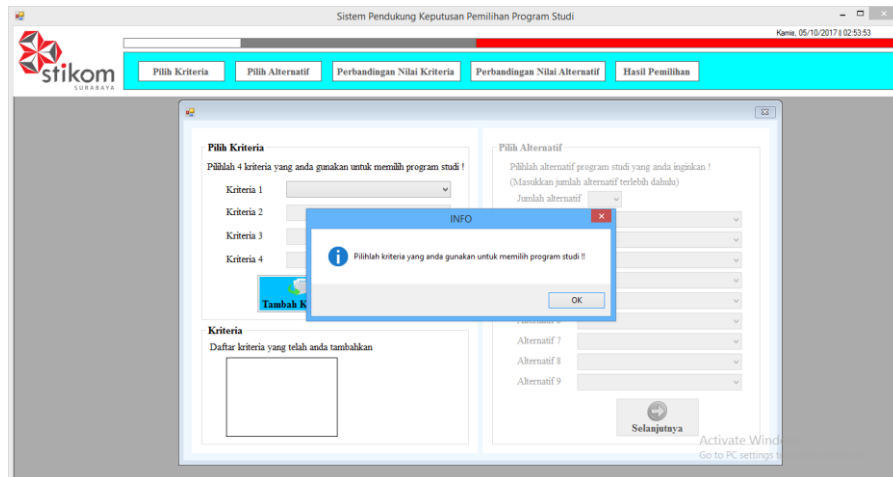 Sistem Pendukung Keputusan Pemilihan Program Studi
Kamis, 05/10/2017 || 02:53:53
stikom
SURABAYA
Pilih Kriteria
Pilih Alternatif
Perbandingan Nilai Kriteria
Perbandingan Nilai Alternatif
Hasil Pemilihan
Pilih Kriteria
Pilihlah 4 kriteria yang anda gunakan untuk memilih program studi !
Kriteria 1
Kriteria 2
Kriteria 3
Kriteria 4
Tambah K
Kriteria
Daftar kriteria yang telah anda tambahkan
Pilih Alternatif
Pilihlah alternatif program studi yang anda inginkan !
(Masukkan jumlah alternatif terlebih dahulu)
Jumlah alternatif
INFO
Pilihlah kriteria yang anda gunakan untuk memilih program studi !!
OK
Alternatif 7
Alternatif 8
Alternatif 9
Selanjutnya
Activate Wind
Go to PC settings t